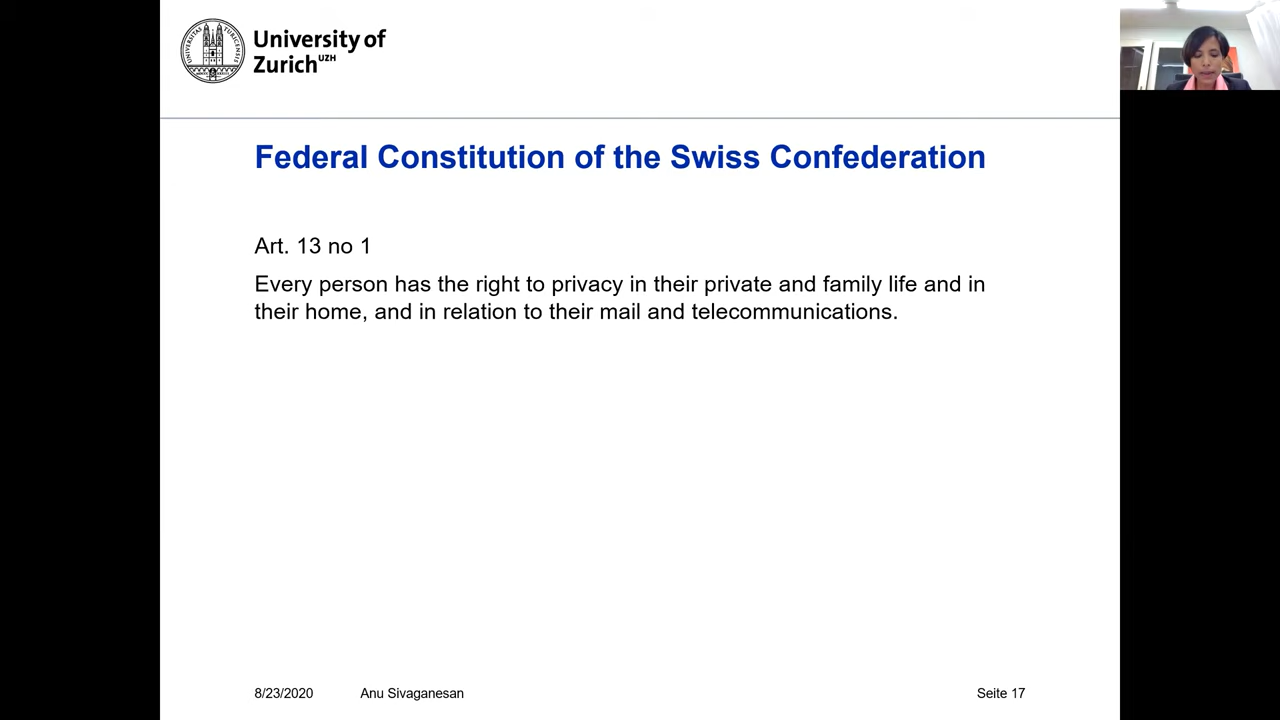 University of
Zurich UZH
Federal Constitution of the Swiss Confederation
Art. 13 no 1
Every person has the right to privacy in their private and family life and in
their home, and in relation to their mail and telecommunications.
8/23/2020 Anu Sivaganesan Seite 17